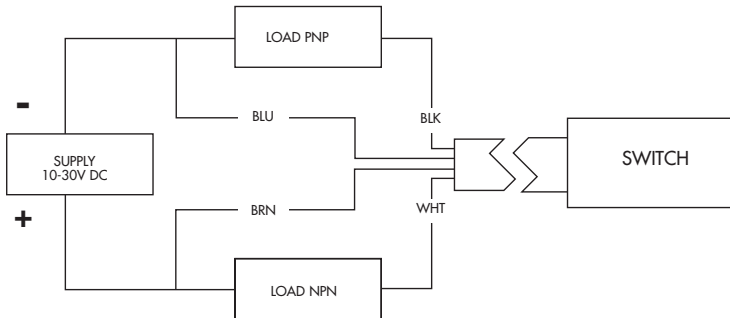 LOAD PNP
-
BLU
BLK
SUPPLY
10-30V DC
SWITCH
+
BRN
WHT
LOAD NPN